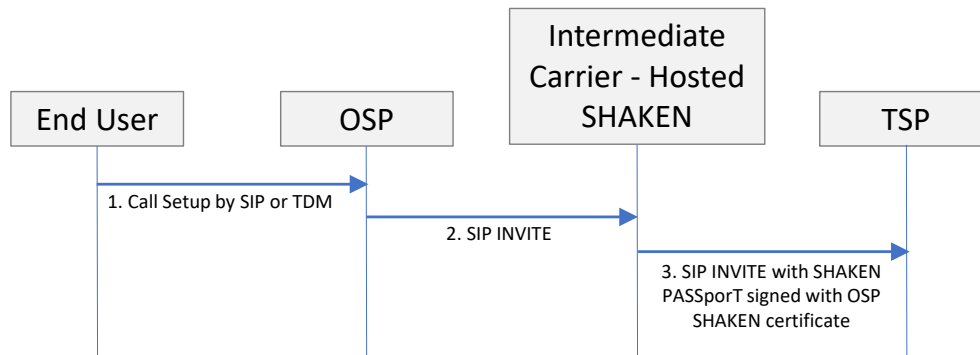 End User
OSP
Intermediate
Carrier - Hosted
SHAKEN
TSP
1. Call Setup by SIP or TDM
2. SIP INVITE
3. SIP INVITE with SHAKEN
PASSporT signed with OSP
SHAKEN certificate